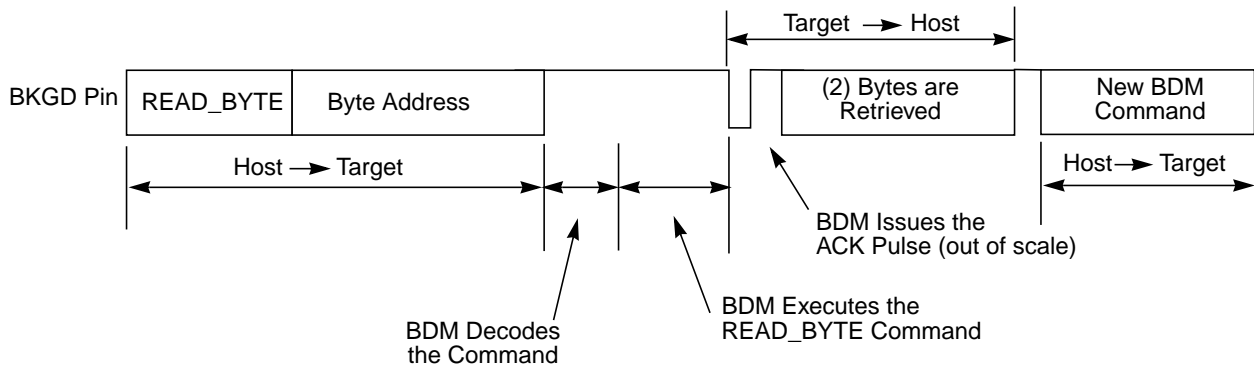 Target → Host
BKGD Pin
READ_BYTE
Byte Address
(2) Bytes are
Retrieved
New BDM
Command
Host → Target
Host → Target
BDM Issues the
ACK Pulse (out of scale)
BDM Decodes
the Command
BDM Executes the
READ_BYTE Command